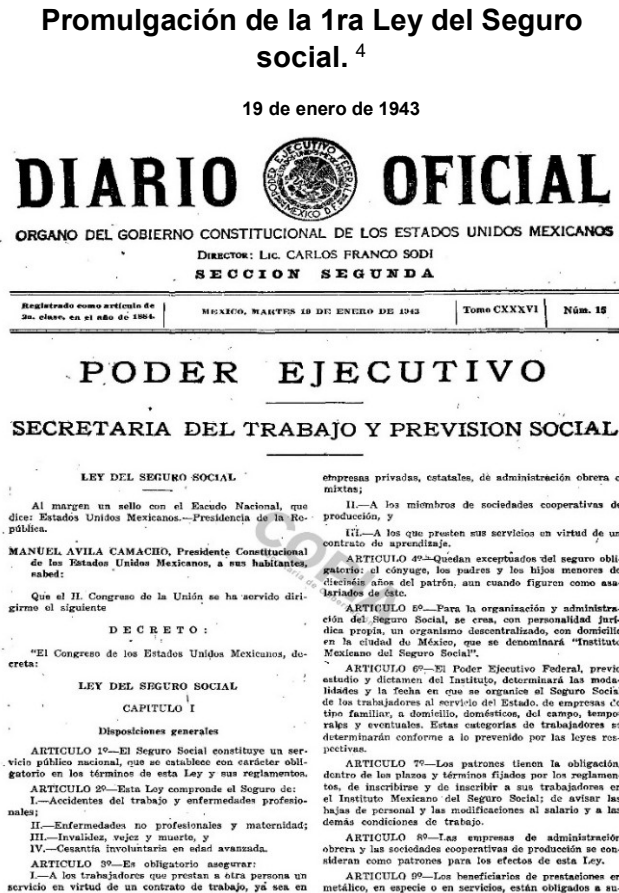 Promulgación de la 1ra Ley del Seguro
social. 4
19 de enero de 1943
DIARIO OFICIAL
PODER EJECUTIVO FEDERAL
MEXICO D.F.
ESTADOS UNIDOS MEXICANOS
ORGANO DEL GOBIERNO CONSTITUCIONAL DE LOS ESTADOS UNIDOS MEXICANOS
DIRECTOR: LIC. CARLOS FRANCO SODI
SECCION SEGUNDA
Registrado como artículo de
2a. clase, en el año de 1884.
MEXICO, MARTES 19 DE ENERO DE 1943
Tomo CXXXVI
Núm. 15
PODER EJECUTIVO
SECRETARIA DEL TRABAJO Y PREVISION SOCIAL
LEY DEL SEGURO SOCIAL
Al margen un sello con el Escudo Nacional, que
dice: Estados Unidos Mexicanos.—Presidencia de la Re-
pública.
MANUEL AVILA CAMACHO, Presidente Constitucional
de los Estados Unidos Mexicanos, a sus habitantes,
sabed:
Que el H. Congreso de la Unión se ha servido diri-
girme el siguiente
DECRETO:
"El Congreso de los Estados Unidos Mexicanos, de-
creta:
LEY DEL SEGURO SOCIAL
CAPITULO I
Disposiciones generales
ARTICULO 1º—El Seguro Social constituye un ser-
vicio público nacional, que se establece con carácter obli-
gatorio en los términos de esta Ley y sus reglamentos.
ARTICULO 2º—Esta Ley comprende el Seguro de:
I.—Accidentes del trabajo y enfermedades profesio-
nales;
II.—Enfermedades no profesionales y maternidad;
III.—Invalidez, vejez y muerte, y
IV.—Cesantía involuntaria en edad avanzada.
ARTICULO 3º—Es obligatorio asegurar:
I.—A los trabajadores que prestan a otra persona un
servicio en virtud de un contrato de trabajo, ya sea en
empresas privadas, estatales, de administración obrera o
mixtas;
II.—A los miembros de sociedades cooperativas de
producción, y
III.—A los que presten sus servicios en virtud de un
contrato de aprendizaje.
ARTICULO 4º—Quedan exceptuados del seguro obli-
gatorio: el cónyuge, los padres y los hijos menores de
dieciséis años del patrón, aun cuando figuren como asa-
lariados de éste.
ARTICULO 5º—Para la organización y administra-
ción del Seguro Social, se crea, con personalidad jurí-
dica propia, un organismo descentralizado, con domicilio
en la ciudad de México, que se denominará "Instituto
Mexicano del Seguro Social".
ARTICULO 6º—El Poder Ejecutivo Federal, previo
estudio y dictamen del Instituto, determinará las moda-
lidades y la fecha en que se organice el Seguro Social
de los trabajadores al servicio del Estado, de empresas de
tipo familiar, a domicilio, domésticos, del campo, tempo-
rales y eventuales. Estas categorías de trabajadores se
determinarán conforme a lo prevenido por las leyes res-
pectivas.
ARTICULO 7º—Los patrones tienen la obligación,
dentro de los plazos y términos fijados por los reglamen-
tos, de inscribirse y de inscribir a sus trabajadores en
el Instituto Mexicano del Seguro Social; de avisar las
bajas de personal y las modificaciones al salario y a las
demás condiciones de trabajo.
ARTICULO 8º—Las empresas de administración
obrera y las sociedades cooperativas de producción se con-
sideran como patrones para los efectos de esta Ley.
ARTICULO 9º—Los beneficiarios de prestaciones en
metálico, en especie o en servicios, están obligados a su-